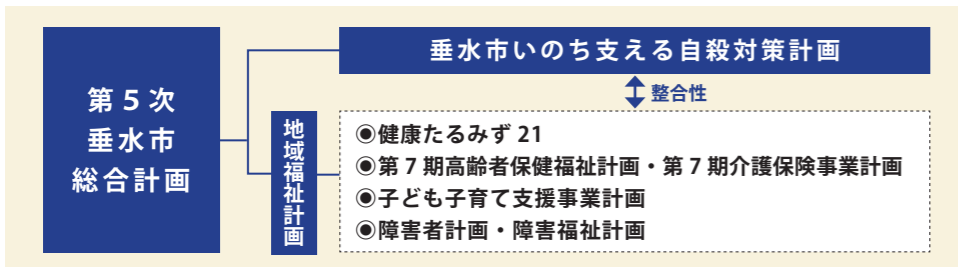 第5次
垂水市
総合計画
垂水市いのち支える自殺対策計画
整合性
地域福祉計画
◉健康たるみず 21
◉第7期高齢者保健福祉計画・第7期介護保険事業計画
◉子ども子育て支援事業計画
◉障害者計画・障害福祉計画